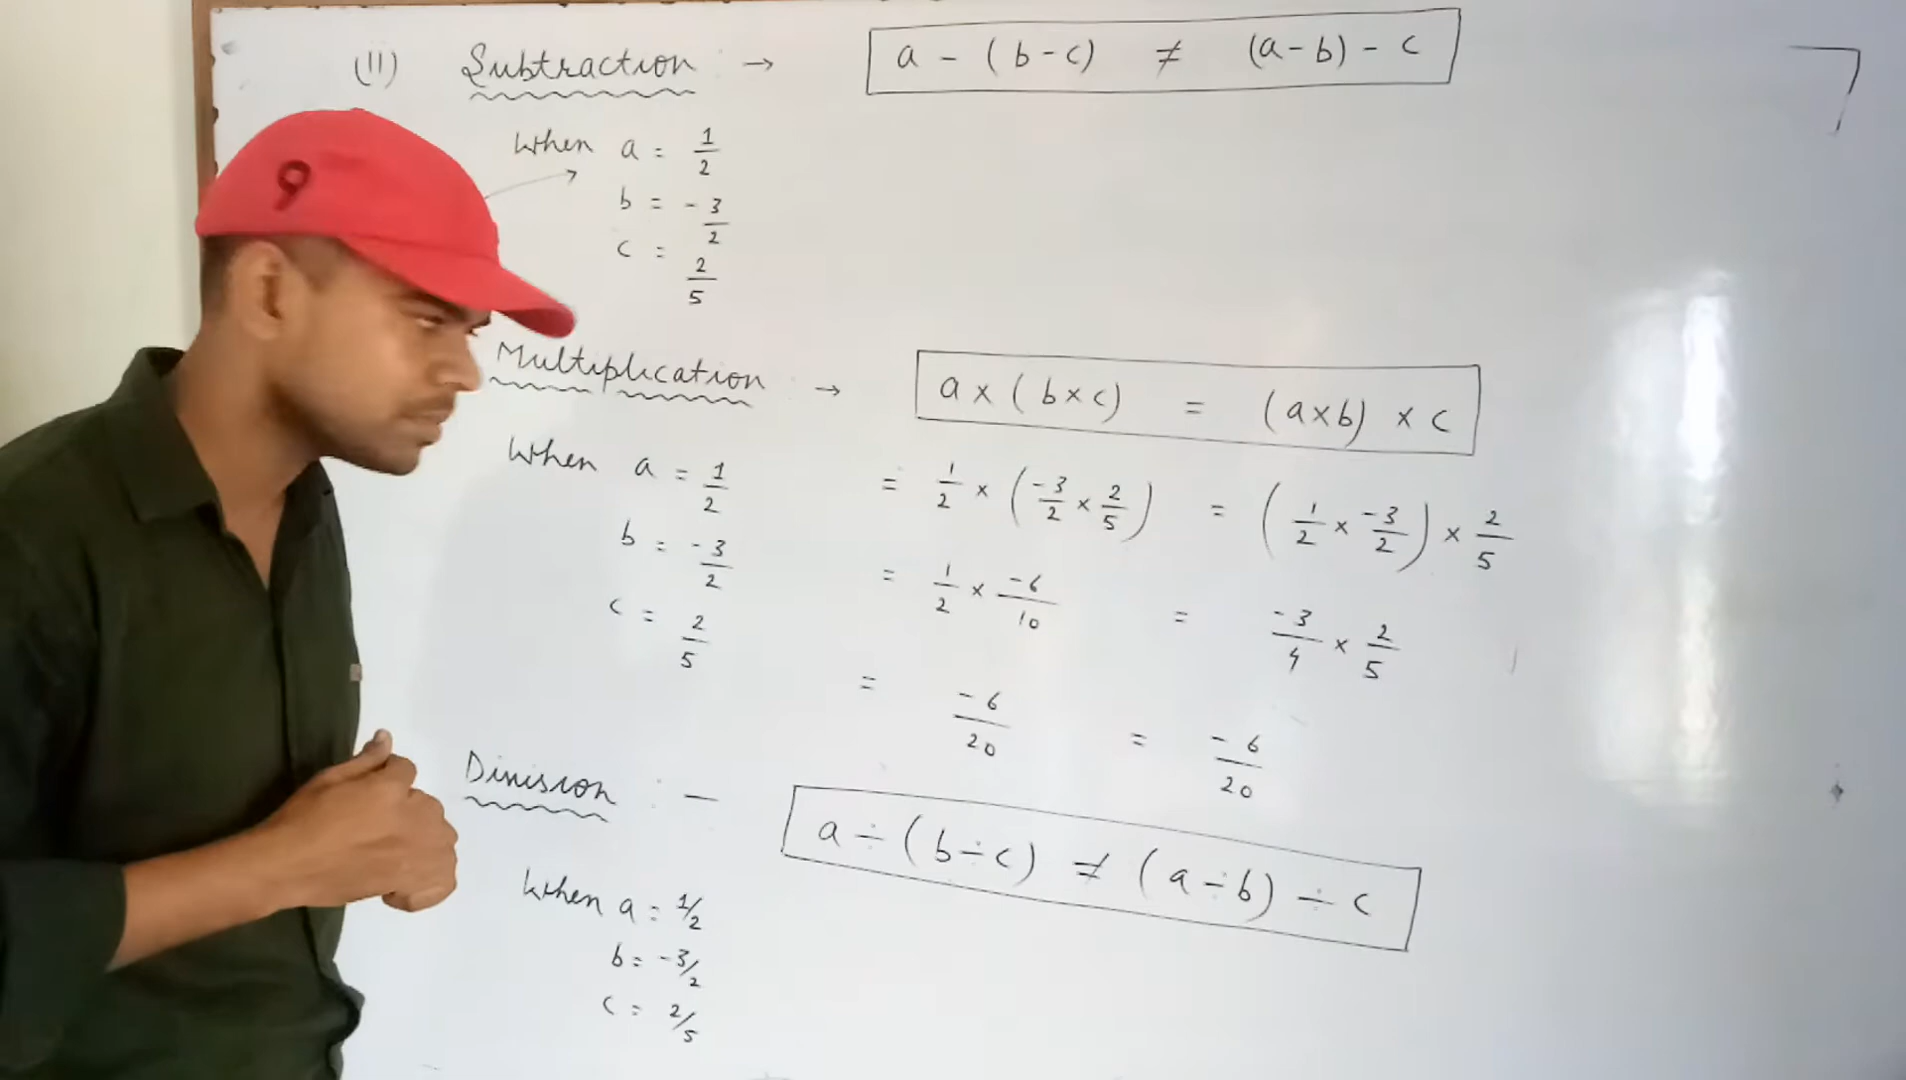 (11) Subtraction → a - (b-c) ≠ (a-b) - c
When a = 1/2
b = -3/2
c = 2/5
9
Multiplication → a × (b×c) = (a×b) × c
When a = 1/2
b = -3/2
c = 2/5
= 1/2 × (-3/2 × 2/5) = (1/2 × -3/2) × 2/5
= 1/2 × -6/10 = -3/4 × 2/5
= -6/20 = -6/20
Division : — a ÷ (b÷c) ≠ (a÷b) ÷ c
When a = 1/2
b = -3/2
c = 2/5